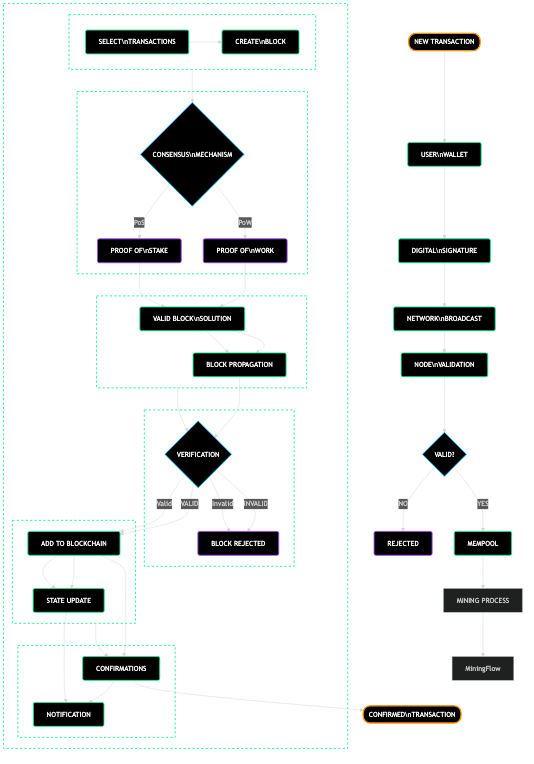 SELECT\nTRANSACTIONS
CREATE\nBLOCK
CONSENSUS\nMECHANISM
PoS
PoW
PROOF OF\nSTAKE
PROOF OF\nWORK
VALID BLOCK\nSOLUTION
BLOCK PROPAGATION
VERIFICATION
Valid
VALID
Invalid
INVALID
ADD TO BLOCKCHAIN
BLOCK REJECTED
STATE UPDATE
CONFIRMATIONS
NOTIFICATION
NEW TRANSACTION
USER\nWALLET
DIGITAL\nSIGNATURE
NETWORK\nBROADCAST
NODE\nVALIDATION
VALID?
NO
YES
REJECTED
MEMPOOL
MINING PROCESS
MiningFlow
CONFIRMED\nTRANSACTION